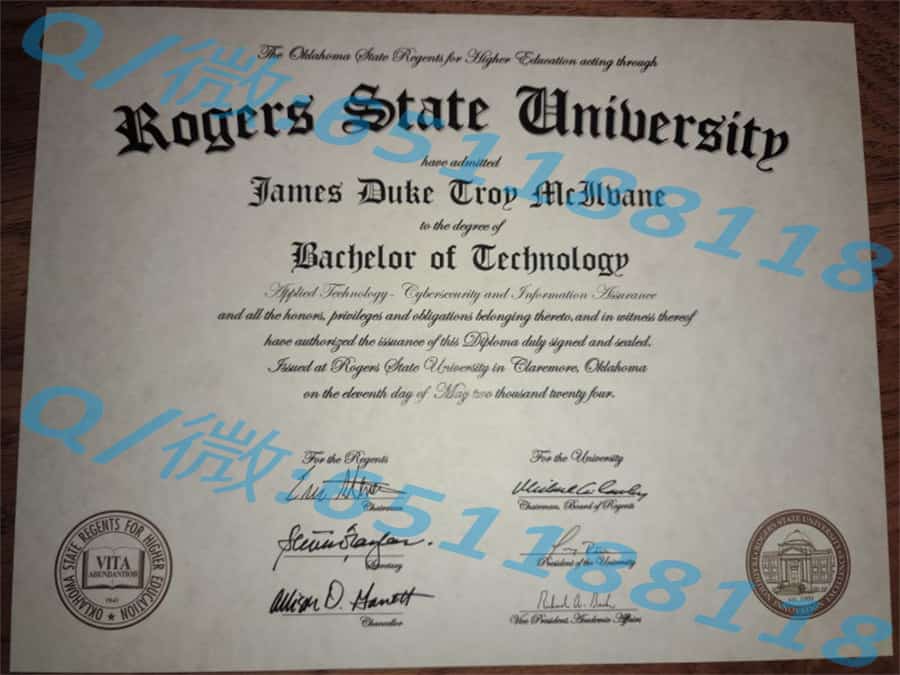 The Oklahoma State Regents for Higher Education acting through
Rogers State University
have admitted
James Duke Troy McIlvane
to the degree of
Bachelor of Technology
Applied Technology- Cybersecurity and Information Assurance
and all the honors, privileges and obligations belonging thereto, and in witness thereof
have authorized the issuance of this Diploma duly signed and sealed.
Issued at Rogers State University in Claremore, Oklahoma
on the eleventh day of May two thousand twenty four.
Q/微:65118118
For the Regents
For the University
Chairman
Chairman, Board of Regents
Secretary
President of the University
Allison D. Garrett
Chancellor
Vice President, Academic Affairs
OKLAHOMA STATE REGENTS FOR HIGHER EDUCATION
VITA
ABUNDANTIOR
1941
ROGERS STATE UNIVERSITY
Q/微:65118118